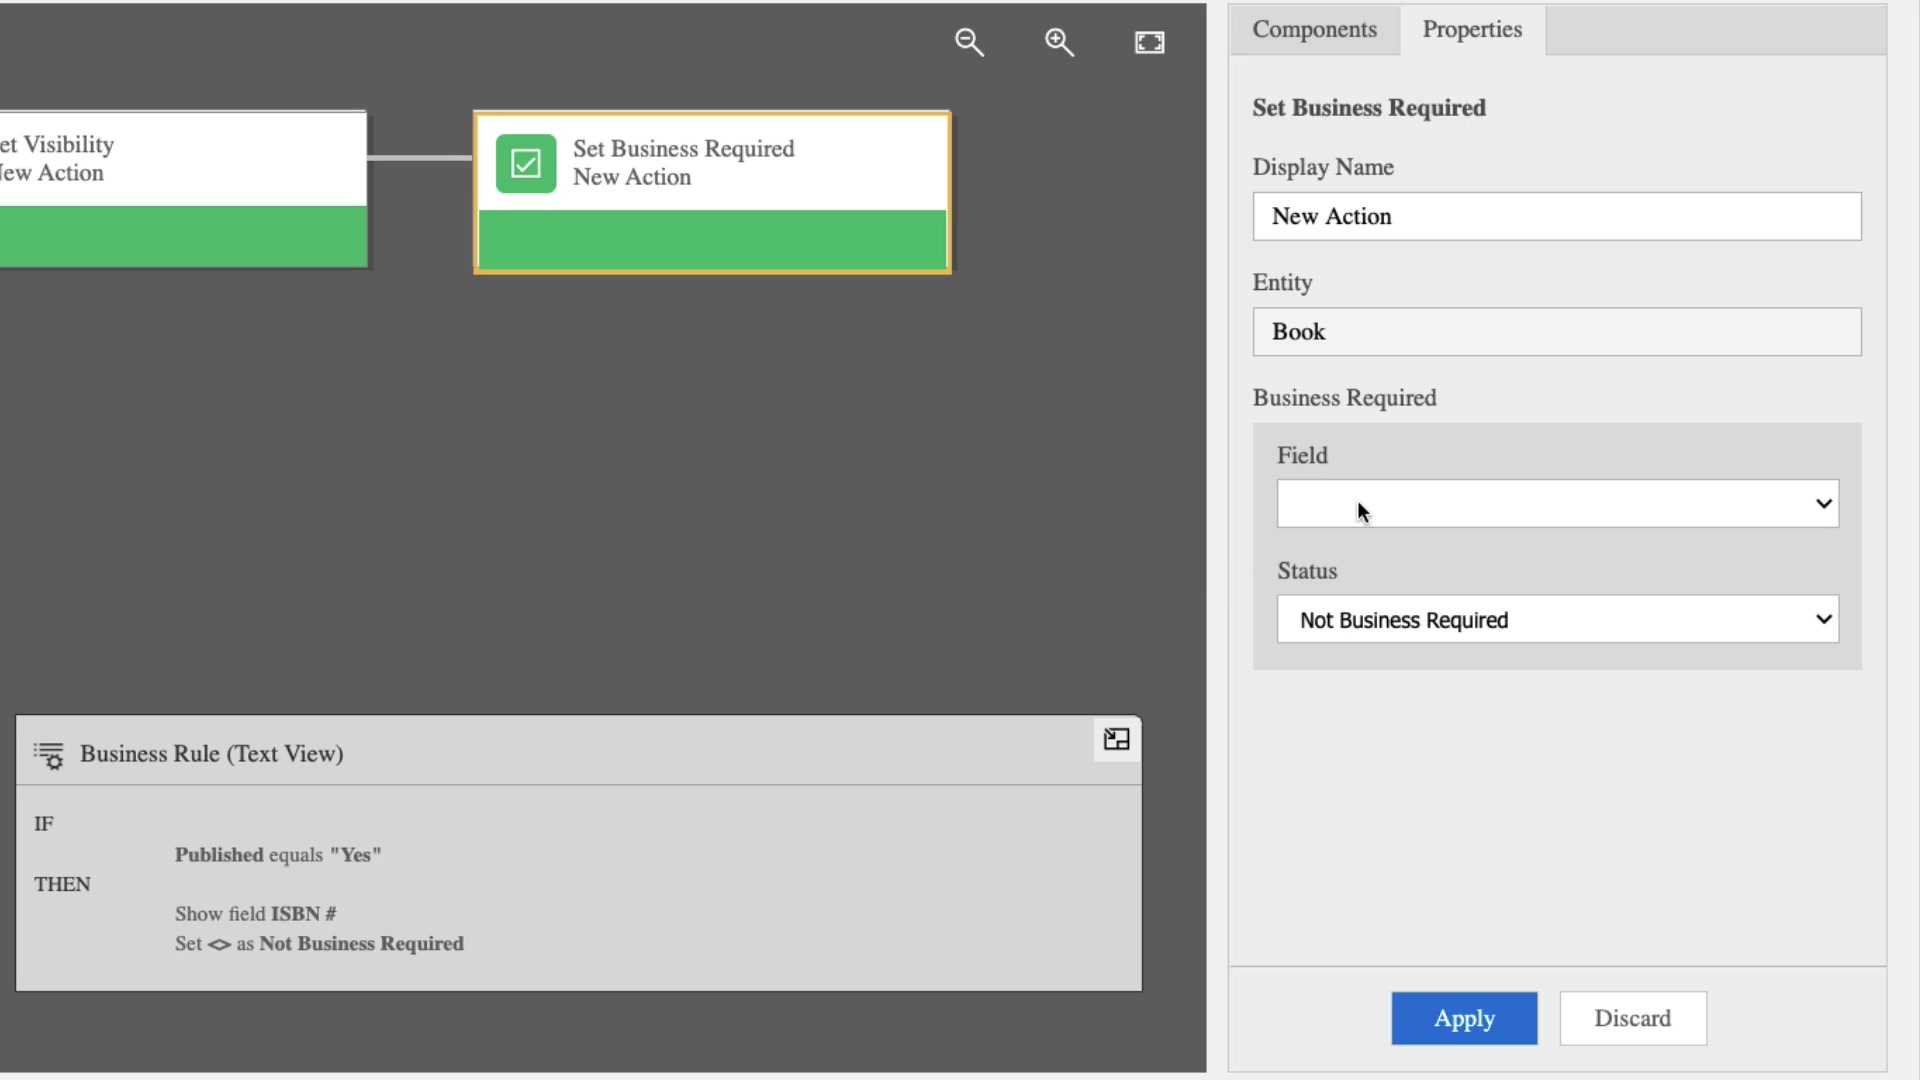 Components
Properties
et Visibility
ew Action
Set Business Required
New Action
Set Business Required
Display Name
New Action
Entity
Book
Business Required
Field
Status
Not Business Required
Business Rule (Text View)
IF
Published equals "Yes"
THEN
Show field ISBN #
Set <> as Not Business Required
Apply
Discard